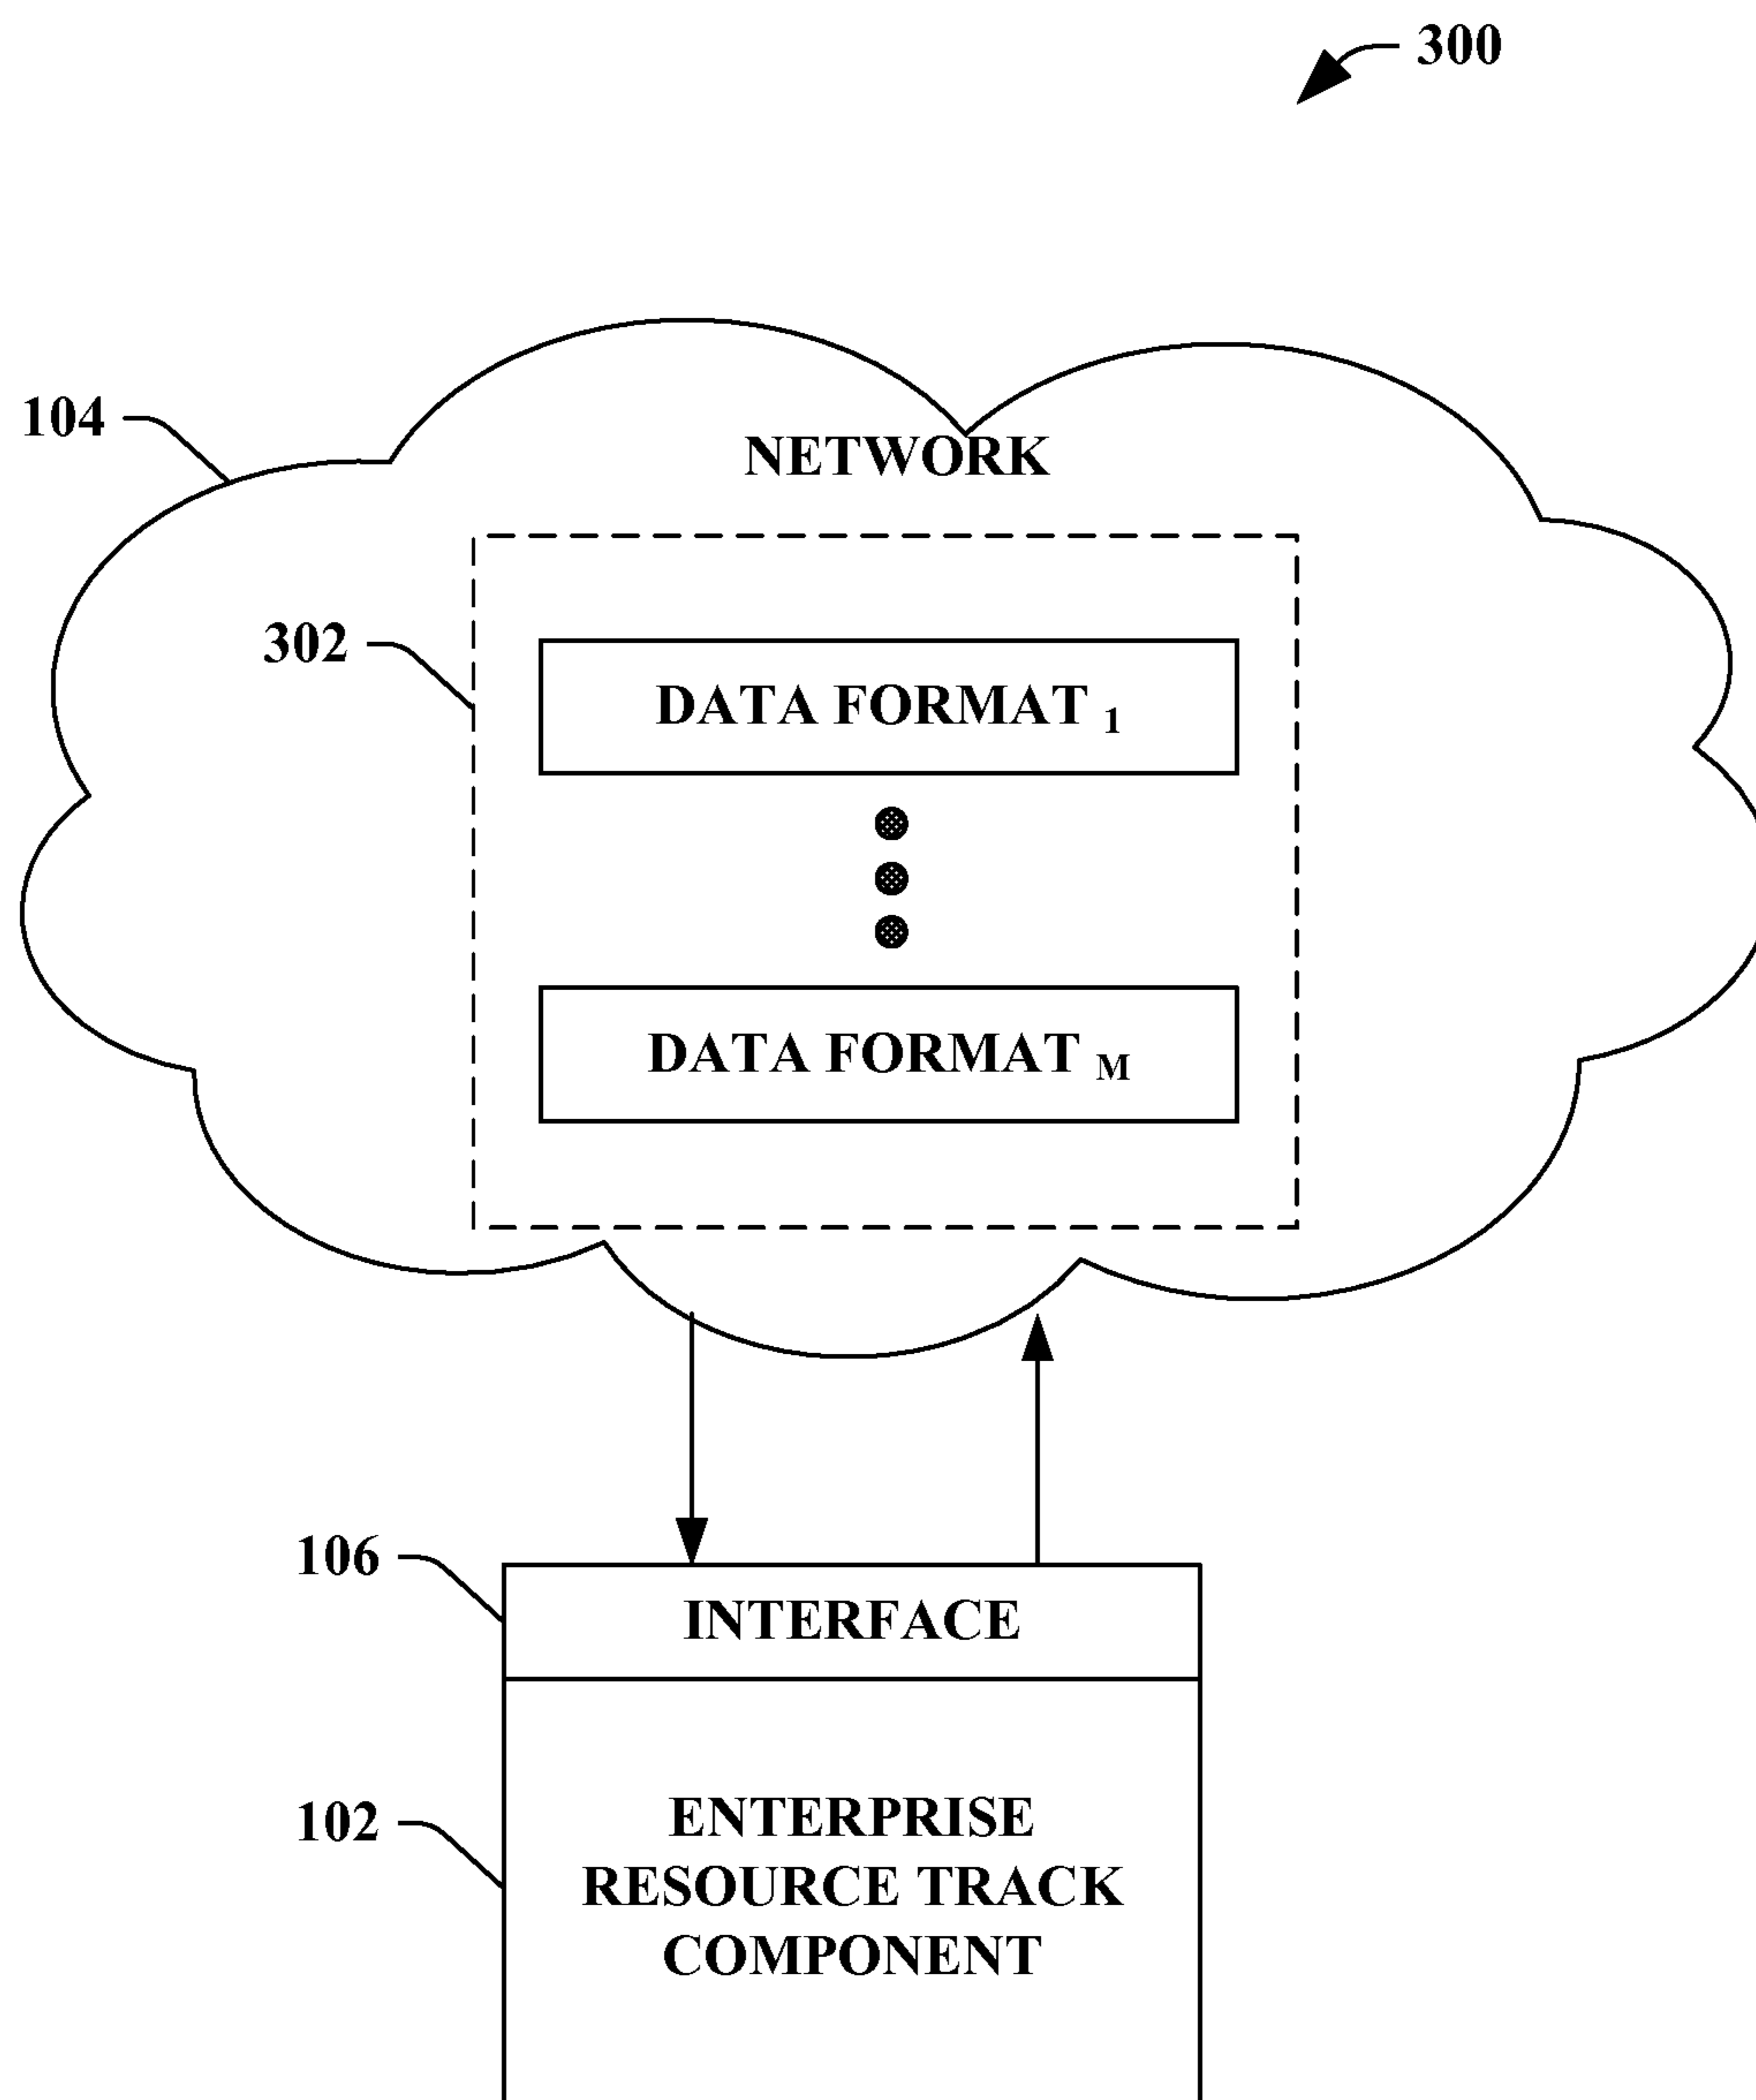 300
104
NETWORK
302
DATA FORMAT 1
DATA FORMAT M
106
INTERFACE
102
ENTERPRISE
RESOURCE TRACK
COMPONENT